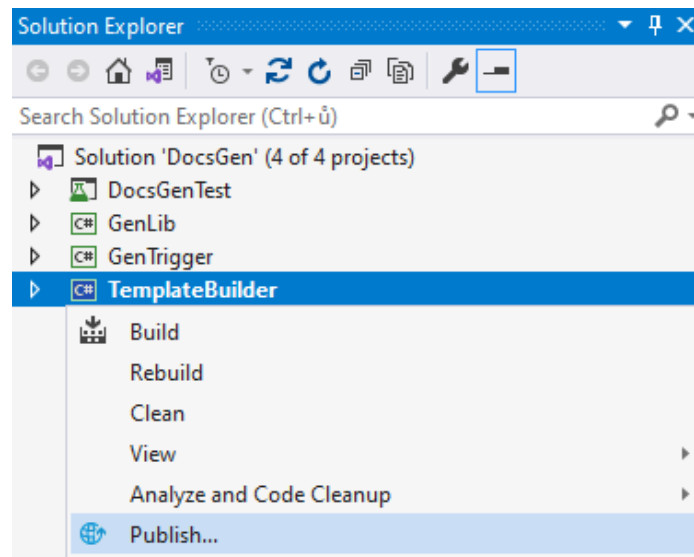 Solution Explorer
Search Solution Explorer (Ctrl+ů)
Solution 'DocsGen' (4 of 4 projects)
DocsGenTest
C# GenLib
C# GenTrigger
C# TemplateBuilder
Build
Rebuild
Clean
View
Analyze and Code Cleanup
Publish...